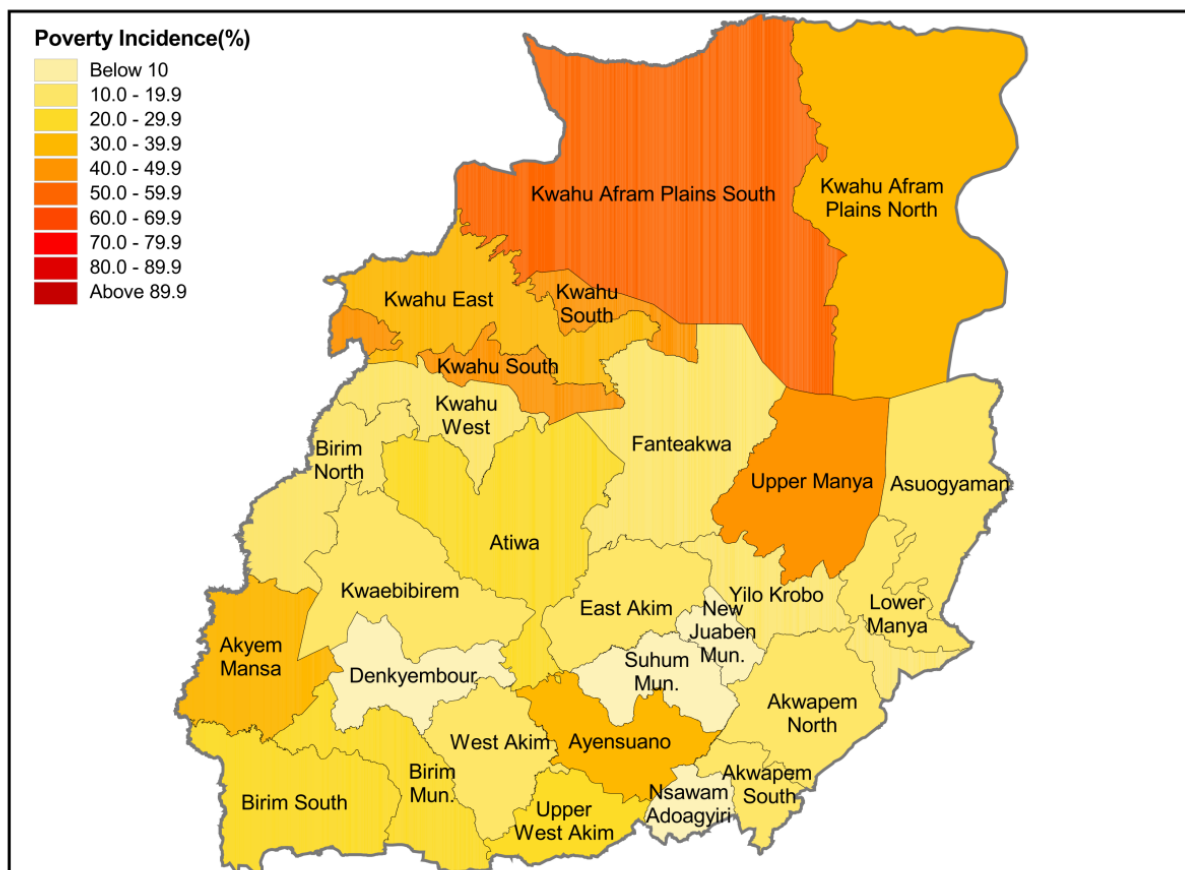 Poverty Incidence(%)
Below 10
10.0 - 19.9
20.0 - 29.9
30.0 - 39.9
40.0 - 49.9
50.0 - 59.9
60.0 - 69.9
70.0 - 79.9
80.0 - 89.9
Above 89.9
Kwahu Afram Plains South
Kwahu Afram
Plains North
Kwahu East
Kwahu
South
Kwahu South
Kwahu
West
Birim
North
Fanteakwa
Upper Manya
Asuogyaman
Atiwa
Kwaebibirem
East Akim
Yilo Krobo
Lower
Manya
New
Juaben
Mun.
Akyem
Mansa
Denkyembour
Suhum
Mun.
Akwapem
North
West Akim
Ayensuano
Birim South
Birim
Mun.
Upper
West Akim
Nsawam
Adoagyiri
Akwapem
South